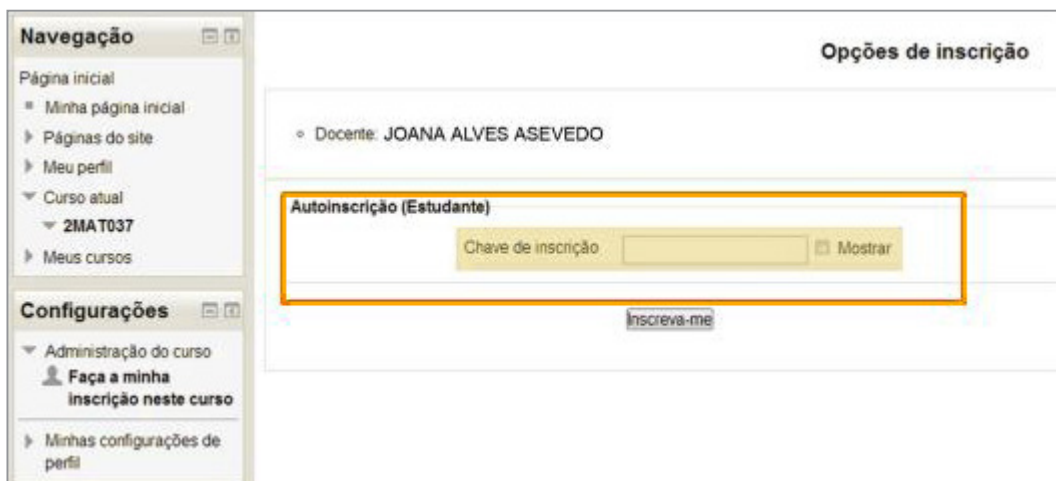 Navegação
Página inicial
Minha página inicial
Páginas do site
Meu perfil
Curso atual
2MAT037
Meus cursos
Configurações
Administração do curso
Faça a minha
inscrição neste curso
Minhas configurações de
perfil
Opções de inscrição
Docente: JOANA ALVES ASEVEDO
Autoinscrição (Estudante)
Chave de inscrição
Mostrar
Inscreva-me